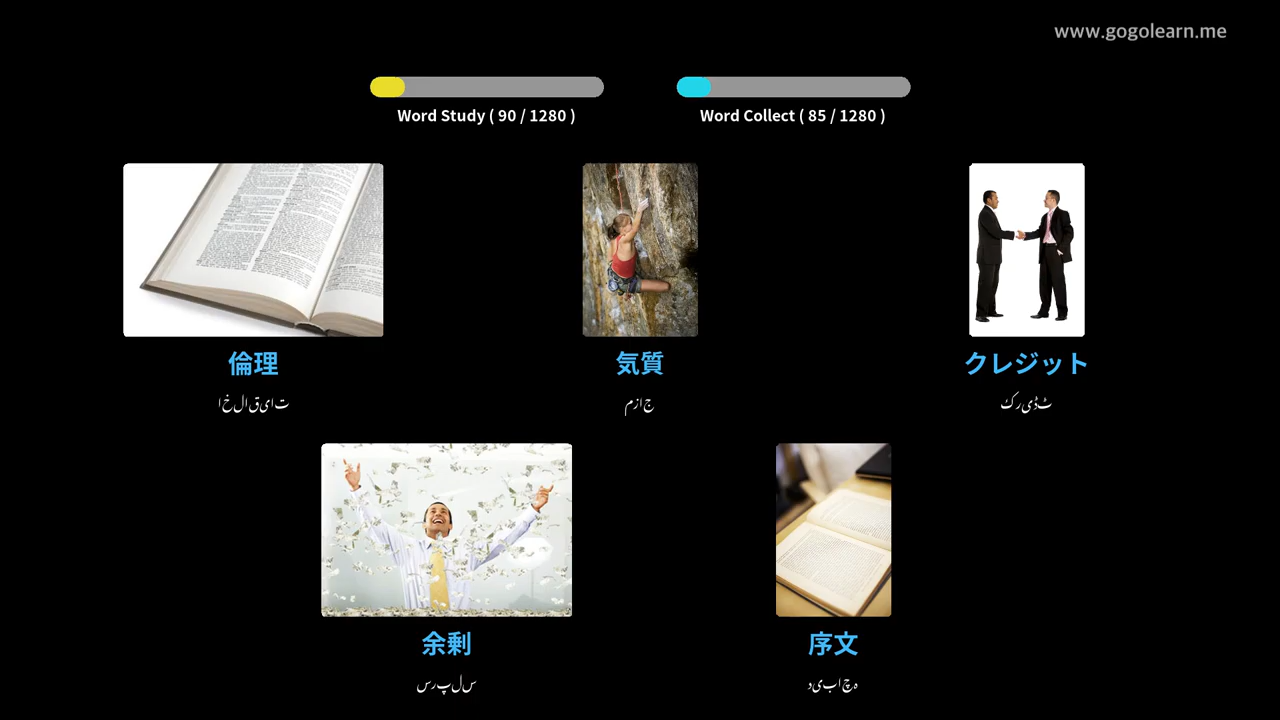 www.gogolearn.me
Word Study ( 90 / 1280 )
Word Collect ( 85 / 1280 )
倫理
اخلاقیات
気質
مزاج
クレジット
کریڈٹ
余剰
سرپلس
序文
دیباچہ